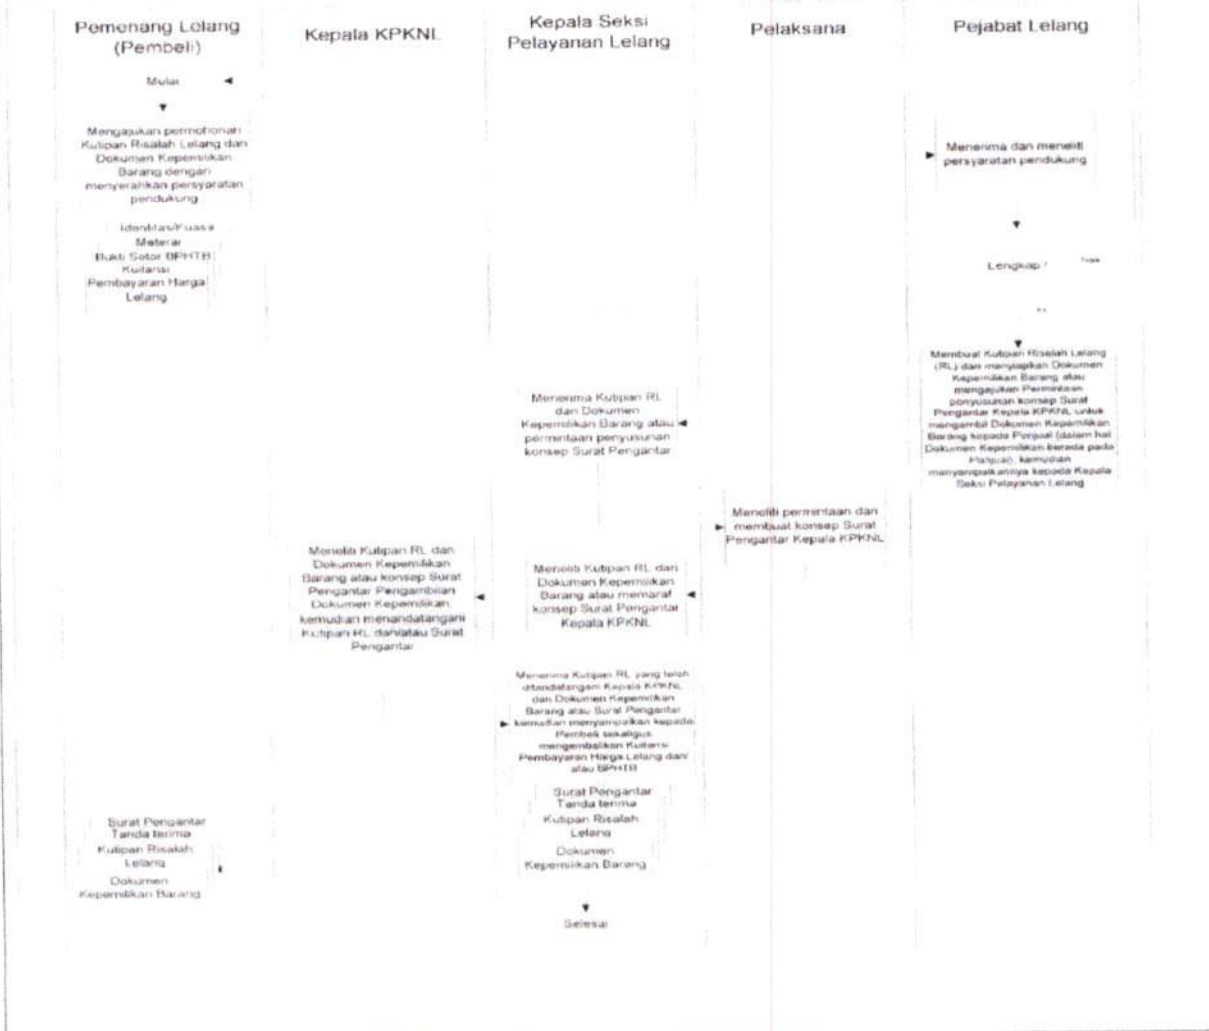 Pemenang Lelang
(Pembeli)
Kepala KPKNL
Kepala Seksi
Pelayanan Lelang
Pelaksana
Pejabat Lelang
Mulai
Mengajukan permohonan
Kutipan Risalah Lelang dan
Dokumen Kepemilikan
Barang dengan
menyerahkan persyaratan
pendukung
Identitas/Kuasa
Meterai
Bukti Setor BPHTB
Kuitansi
Pembayaran Harga
Lelang
Menerima dan meneliti
persyaratan pendukung
Lengkap ?
Tidak
Ya
Membuat Kutipan Risalah Lelang
(RL) dan menyiapkan Dokumen
Kepemilikan Barang atau
mengajukan Permintaan
penyusunan konsep Surat
Pengantar Kepala KPKNL untuk
mengambil Dokumen Kepemilikan
Barang kepada Penjual (dalam hal
Dokumen Kepemilikan berada pada
Penjual), kemudian
menyampaikannya kepada Kepala
Seksi Pelayanan Lelang
Menerima Kutipan RL
dan Dokumen
Kepemilikan Barang atau
permintaan penyusunan
konsep Surat Pengantar
Meneliti permintaan dan
membuat konsep Surat
Pengantar Kepala KPKNL
Meneliti Kutipan RL dan
Dokumen Kepemilikan
Barang atau memaraf
konsep Surat Pengantar
Kepala KPKNL
Meneliti Kutipan RL dan
Dokumen Kepemilikan
Barang atau konsep Surat
Pengantar Pengambilan
Dokumen Kepemilikan
kemudian menandatangani
Kutipan RL dan/atau Surat
Pengantar
Menerima Kutipan RL yang telah
ditandatangani Kepala KPKNL
dan Dokumen Kepemilikan
Barang atau Surat Pengantar
kemudian menyampaikan kepada
Pembeli sekaligus
mengembalikan Kuitansi
Pembayaran Harga Lelang dan/
atau BPHTB
Surat Pengantar
Tanda terima
Kutipan Risalah
Lelang
Dokumen
Kepemilikan Barang
Surat Pengantar
Tanda terima
Kutipan Risalah
Lelang
Dokumen
Kepemilikan Barang
Selesai